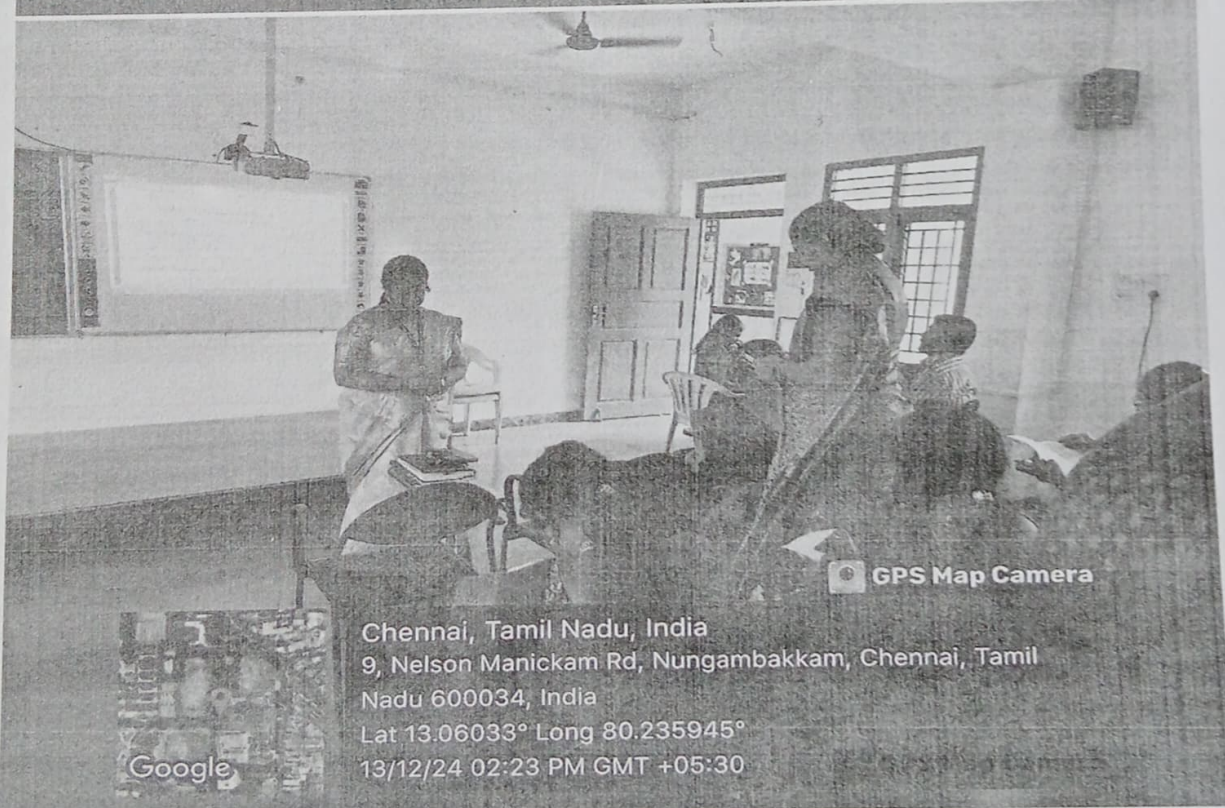 GPS Map Camera
Chennai, Tamil Nadu, India
9, Nelson Manickam Rd, Nungambakkam, Chennai, Tamil
Nadu 600034, India
Lat 13.06033° Long 80.235945°
13/12/24 02:23 PM GMT +05:30
Google